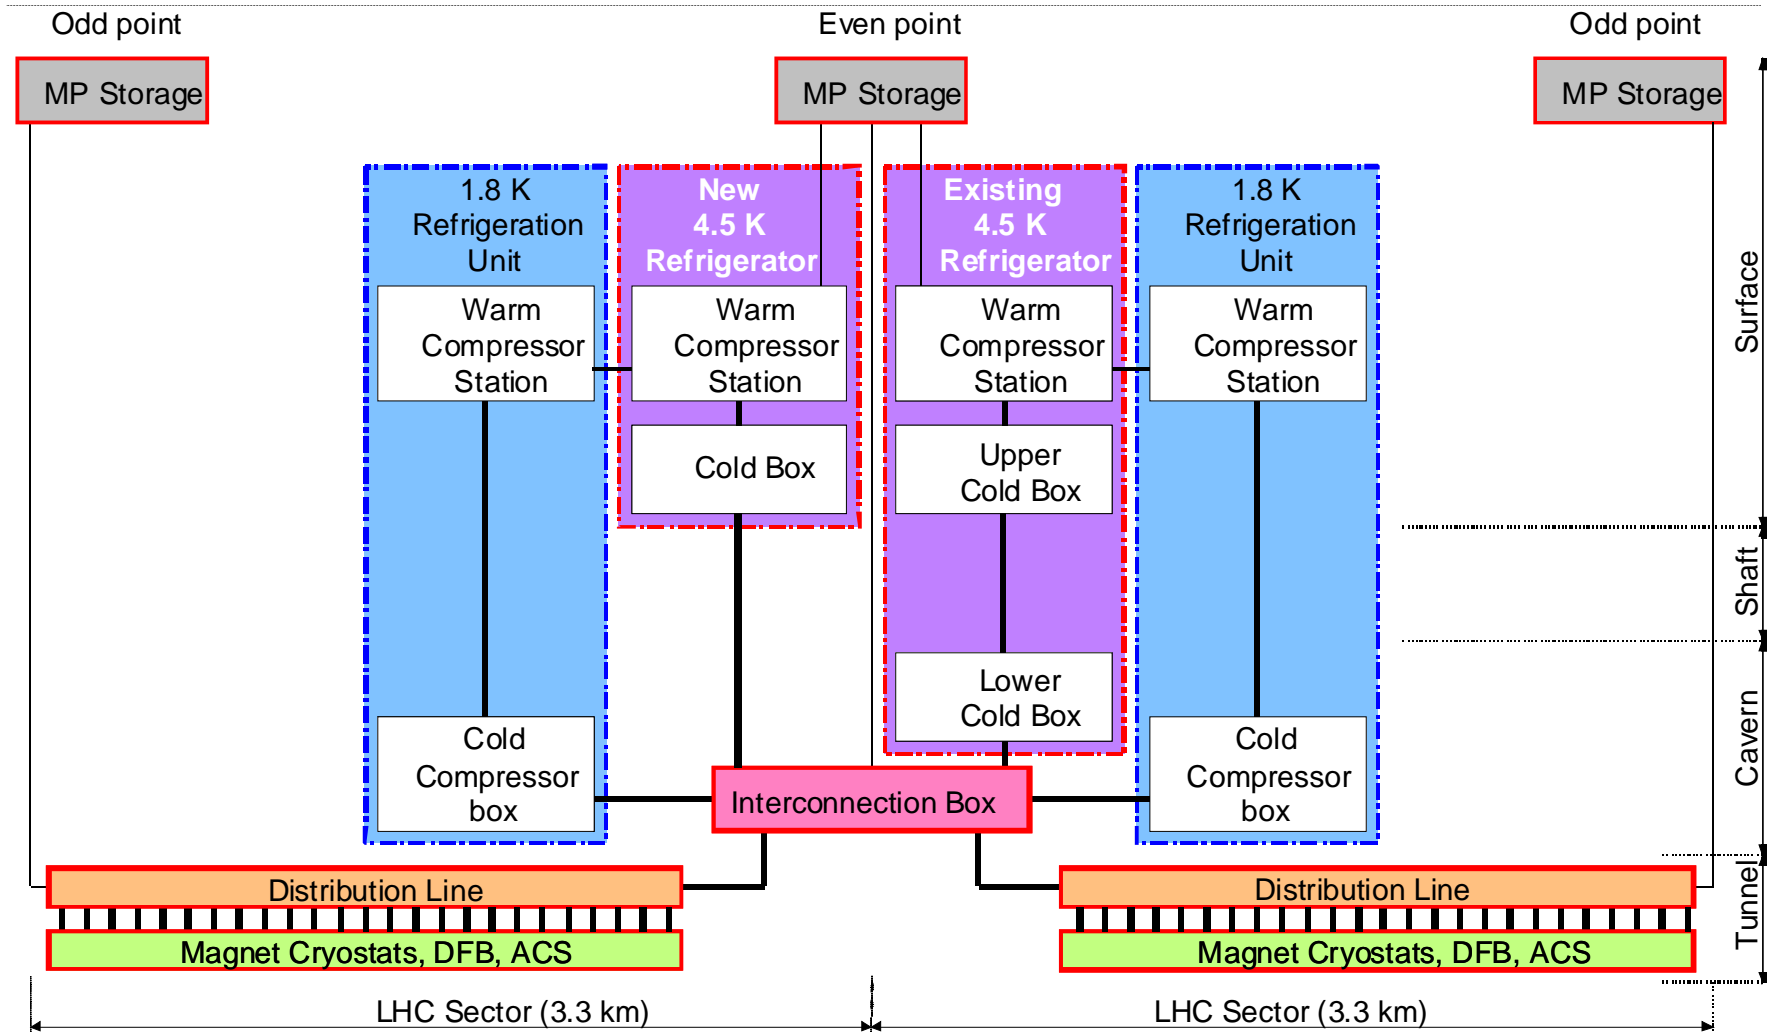 Odd point
Even point
Odd point
MP Storage
MP Storage
MP Storage
1.8 K
Refrigeration
Unit
New
4.5 K
Refrigerator
Existing
4.5 K
Refrigerator
1.8 K
Refrigeration
Unit
Warm
Compressor
Station
Warm
Compressor
Station
Warm
Compressor
Station
Warm
Compressor
Station
Surface
Cold Box
Upper
Cold Box
Shaft
Lower
Cold Box
Cold
Compressor
box
Interconnection Box
Cold
Compressor
box
Cavern
Distribution Line
Distribution Line
Magnet Cryostats, DFB, ACS
Magnet Cryostats, DFB, ACS
Tunnel
LHC Sector (3.3 km)
LHC Sector (3.3 km)